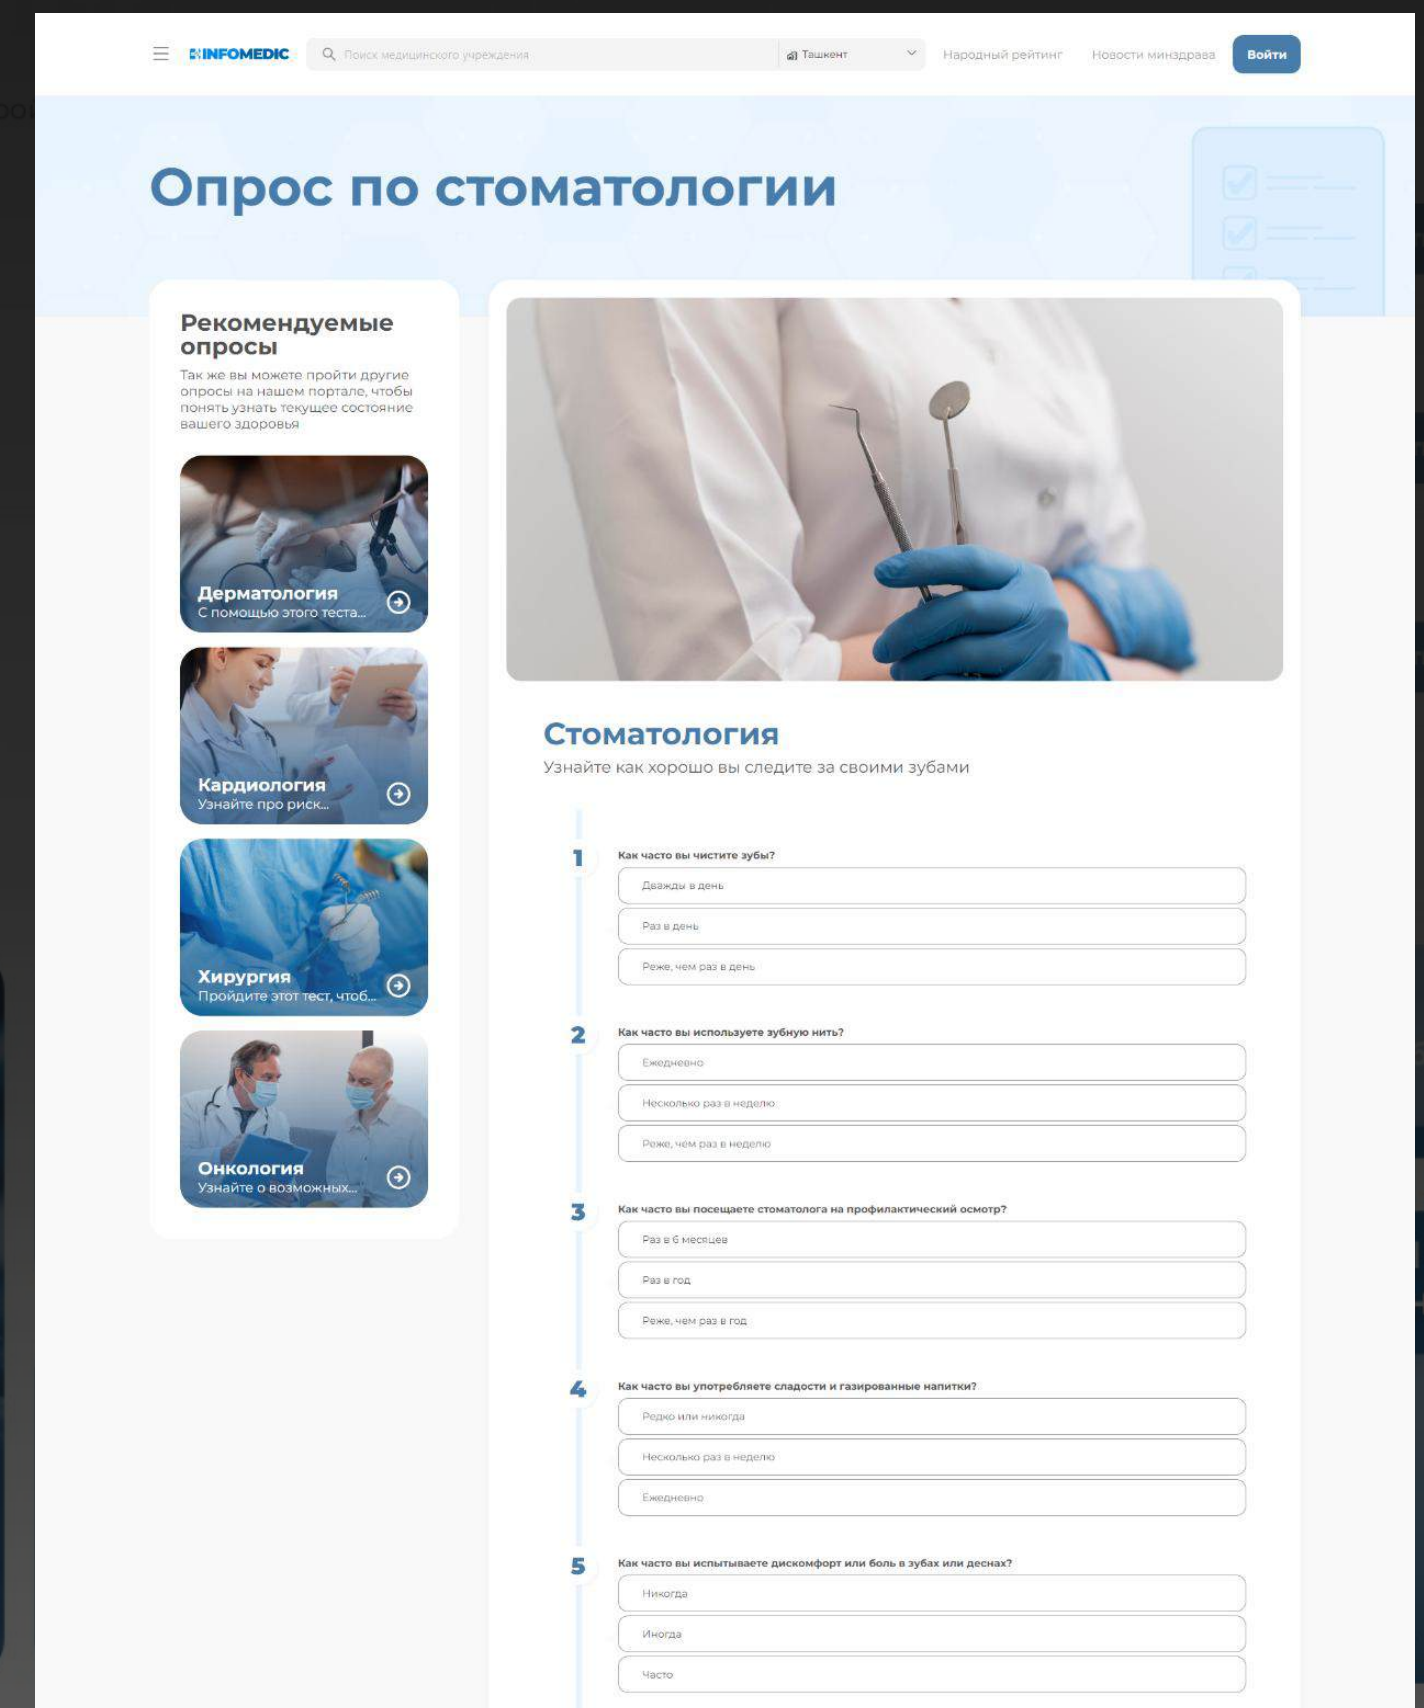 INFOMEDIC
Поиск медицинского учреждения
Ташкент
Народный рейтинг
Новости минздрава
Войти
Опрос по стоматологии
Рекомендуемые
опросы
Так же вы можете пройти другие
опросы на нашем портале, чтобы
понять узнать текущее состояние
вашего здоровья
Дерматология
С помощью этого теста...
Кардиология
Узнайте про риск...
Хирургия
Пройдите этот тест, чтоб...
Онкология
Узнайте о возможных...
Стоматология
Узнайте как хорошо вы следите за своими зубами
1
Как часто вы чистите зубы?
Дважды в день
Раз в день
Реже, чем раз в день
2
Как часто вы используете зубную нить?
Ежедневно
Несколько раз в неделю
Реже, чем раз в неделю
3
Как часто вы посещаете стоматолога на профилактический осмотр?
Раз в 6 месяцев
Раз в год
Реже, чем раз в год
4
Как часто вы употребляете сладости и газированные напитки?
Редко или никогда
Несколько раз в неделю
Ежедневно
5
Как часто вы испытываете дискомфорт или боль в зубах или деснах?
Никогда
Иногда
Часто